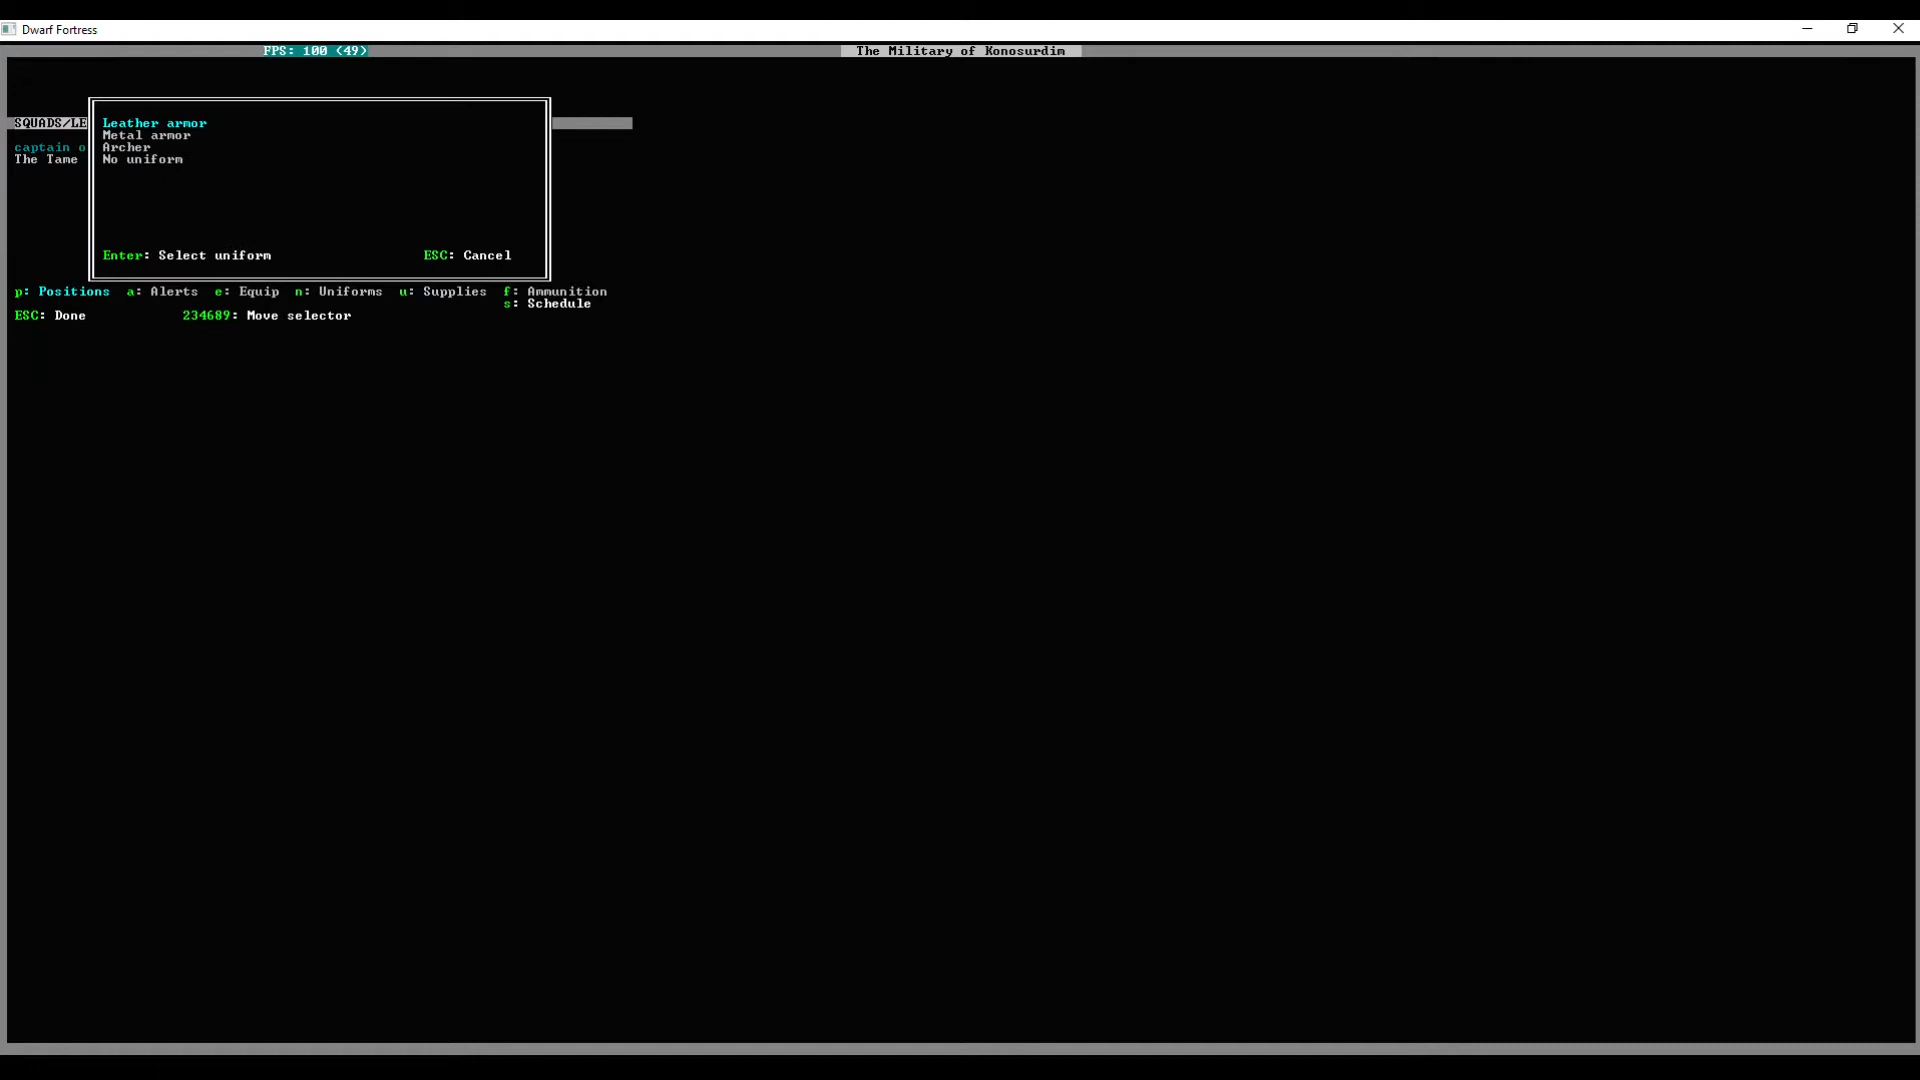 Dwarf Fortress
FPS: 100 (49) The Military of Konosurdim
SQUADS/LE
Leather armor
Metal armor
captain o Archer
The Tame No uniform
Enter: Select uniform ESC: Cancel
p: Positions a: Alerts e: Equip n: Uniforms u: Supplies f: Ammunition
s: Schedule
ESC: Done 234689: Move selector